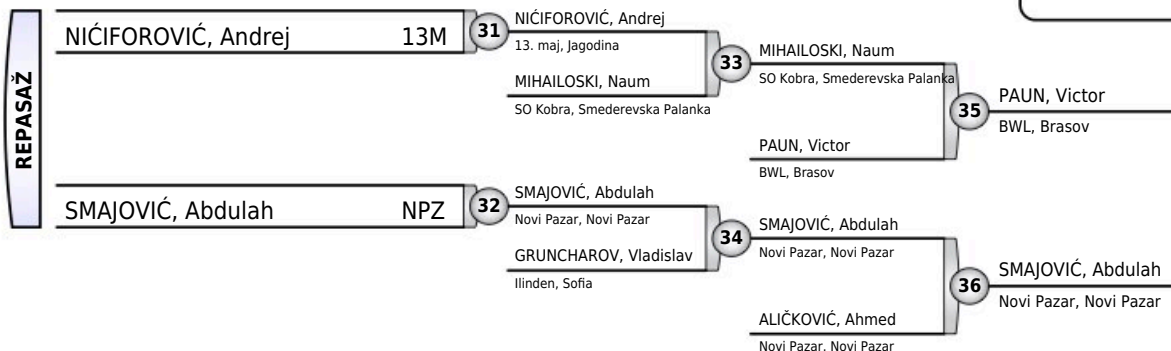 REPASAŽ
NIĆIFOROVIĆ, Andrej 13M
31
NIĆIFOROVIĆ, Andrej
13. maj, Jagodina
MIHAILOSKI, Naum
SO Kobra, Smederevska Palanka
33
MIHAILOSKI, Naum
SO Kobra, Smederevska Palanka
PAUN, Victor
BWL, Brasov
35
PAUN, Victor
BWL, Brasov
SMAJOVIĆ, Abdulah NPZ
32
SMAJOVIĆ, Abdulah
Novi Pazar, Novi Pazar
GRUNCHAROV, Vladislav
Ilinden, Sofia
34
SMAJOVIĆ, Abdulah
Novi Pazar, Novi Pazar
ALIČKOVIĆ, Ahmed
Novi Pazar, Novi Pazar
36
SMAJOVIĆ, Abdulah
Novi Pazar, Novi Pazar